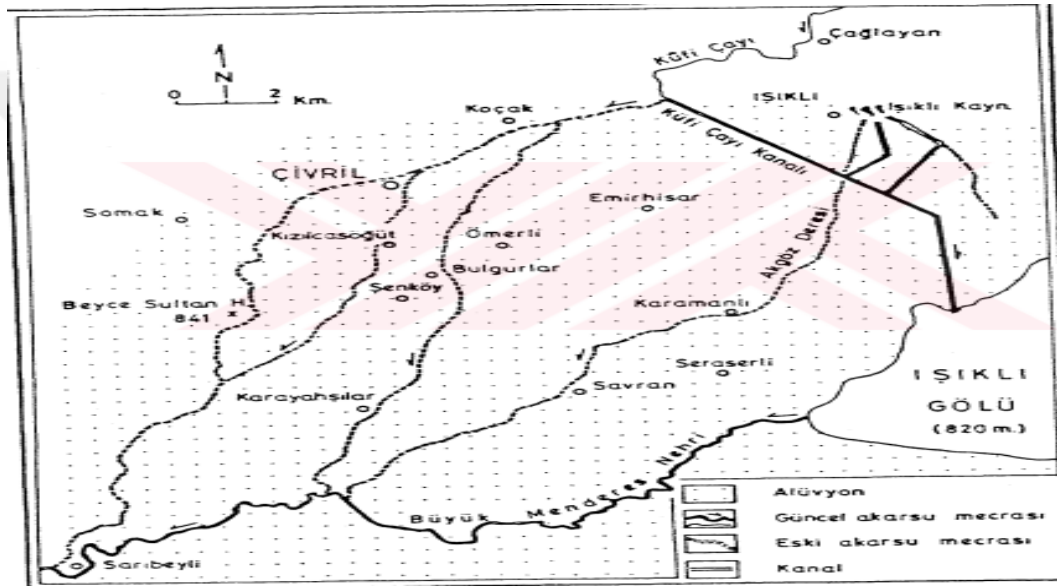 Küfi Çayı
Çağlayan
N
0 2 Km.
Koçak
IŞIKLI
Işıklı Kayn.
Küfi Çayı Kanalı
ÇİVRİL
Somak
Emirhisar
Kızılcasöğüt
Ömerli
Akgöz Deresi
Bulgurlar
Şenköy
Beyce Sultan H
841 x
Karamanlı
Seraserli
Savran
Karayahşılar
IŞIKLI
GÖLÜ
(820 m.)
Büyük Menderes Nehri
Sarıbeyli
Alüvyon
Güncel akarsu mecrası
Eski akarsu mecrası
Kanal